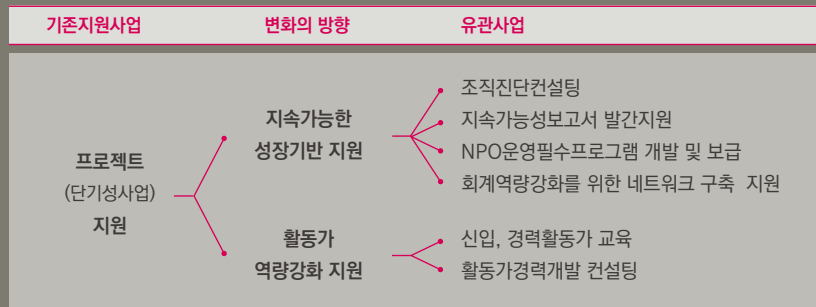 기존지원사업
변화의 방향
유관사업
프로젝트
(단기성사업)
지원
지속가능한
성장기반 지원
조직진단컨설팅
지속가능성보고서 발간지원
NPO운영필수프로그램 개발 및 보급
회계역량강화를 위한 네트워크 구축 지원
활동가
역량강화 지원
신입, 경력활동가 교육
활동가경력개발 컨설팅